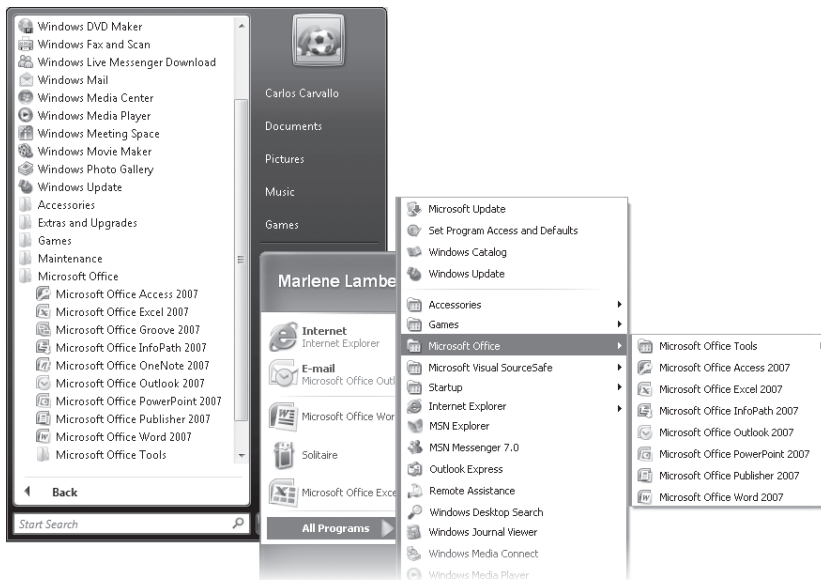 Windows DVD Maker
Windows Fax and Scan
Windows Live Messenger Download
Windows Mail
Windows Media Center
Windows Media Player
Windows Meeting Space
Windows Movie Maker
Windows Photo Gallery
Windows Update
Accessories
Extras and Upgrades
Games
Maintenance
Microsoft Office
Microsoft Office Access 2007
Microsoft Office Excel 2007
Microsoft Office Groove 2007
Microsoft Office InfoPath 2007
Microsoft Office OneNote 2007
Microsoft Office Outlook 2007
Microsoft Office PowerPoint 2007
Microsoft Office Publisher 2007
Microsoft Office Word 2007
Microsoft Office Tools
Back
Start Search
Carlos Carvallo
Documents
Pictures
Music
Games
Marlene Lambe
Internet
Internet Explorer
E-mail
Microsoft Office Outl
Microsoft Office Wor
Solitaire
Microsoft Office Exce
All Programs
Microsoft Update
Set Program Access and Defaults
Windows Catalog
Windows Update
Accessories
Games
Microsoft Office
Microsoft Visual SourceSafe
Startup
Internet Explorer
MSN Explorer
MSN Messenger 7.0
Outlook Express
Remote Assistance
Windows Desktop Search
Windows Journal Viewer
Windows Media Connect
Windows Media Player
Microsoft Office Tools
Microsoft Office Access 2007
Microsoft Office Excel 2007
Microsoft Office InfoPath 2007
Microsoft Office Outlook 2007
Microsoft Office PowerPoint 2007
Microsoft Office Publisher 2007
Microsoft Office Word 2007